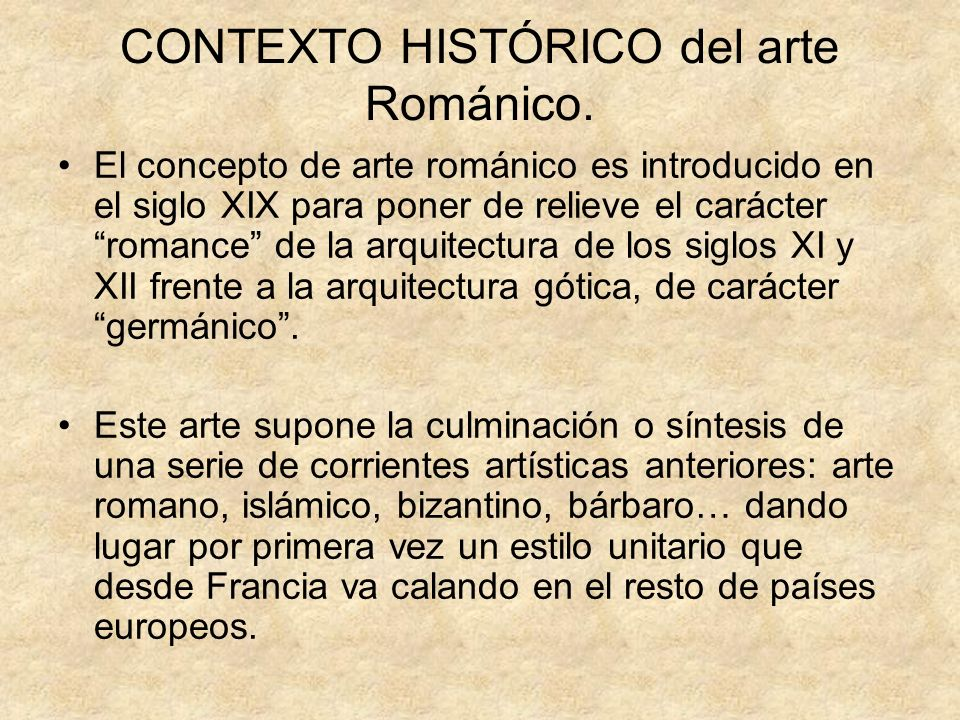 CONTEXTO HISTÓRICO del arte
Románico.
• El concepto de arte románico es introducido en
el siglo XIX para poner de relieve el carácter
“romance” de la arquitectura de los siglos XI y
XII frente a la arquitectura gótica, de carácter
“germánico”.
• Este arte supone la culminación o síntesis de
una serie de corrientes artísticas anteriores: arte
romano, islámico, bizantino, bárbaro… dando
lugar por primera vez un estilo unitario que
desde Francia va calando en el resto de países
europeos.